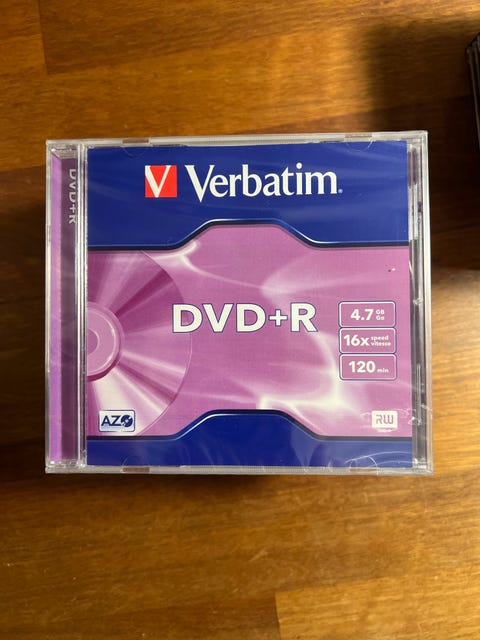 Verbatim
DVD+R
DVD+R
4.7 GB Go
16x speed vitesse
120 min
AZO
RW